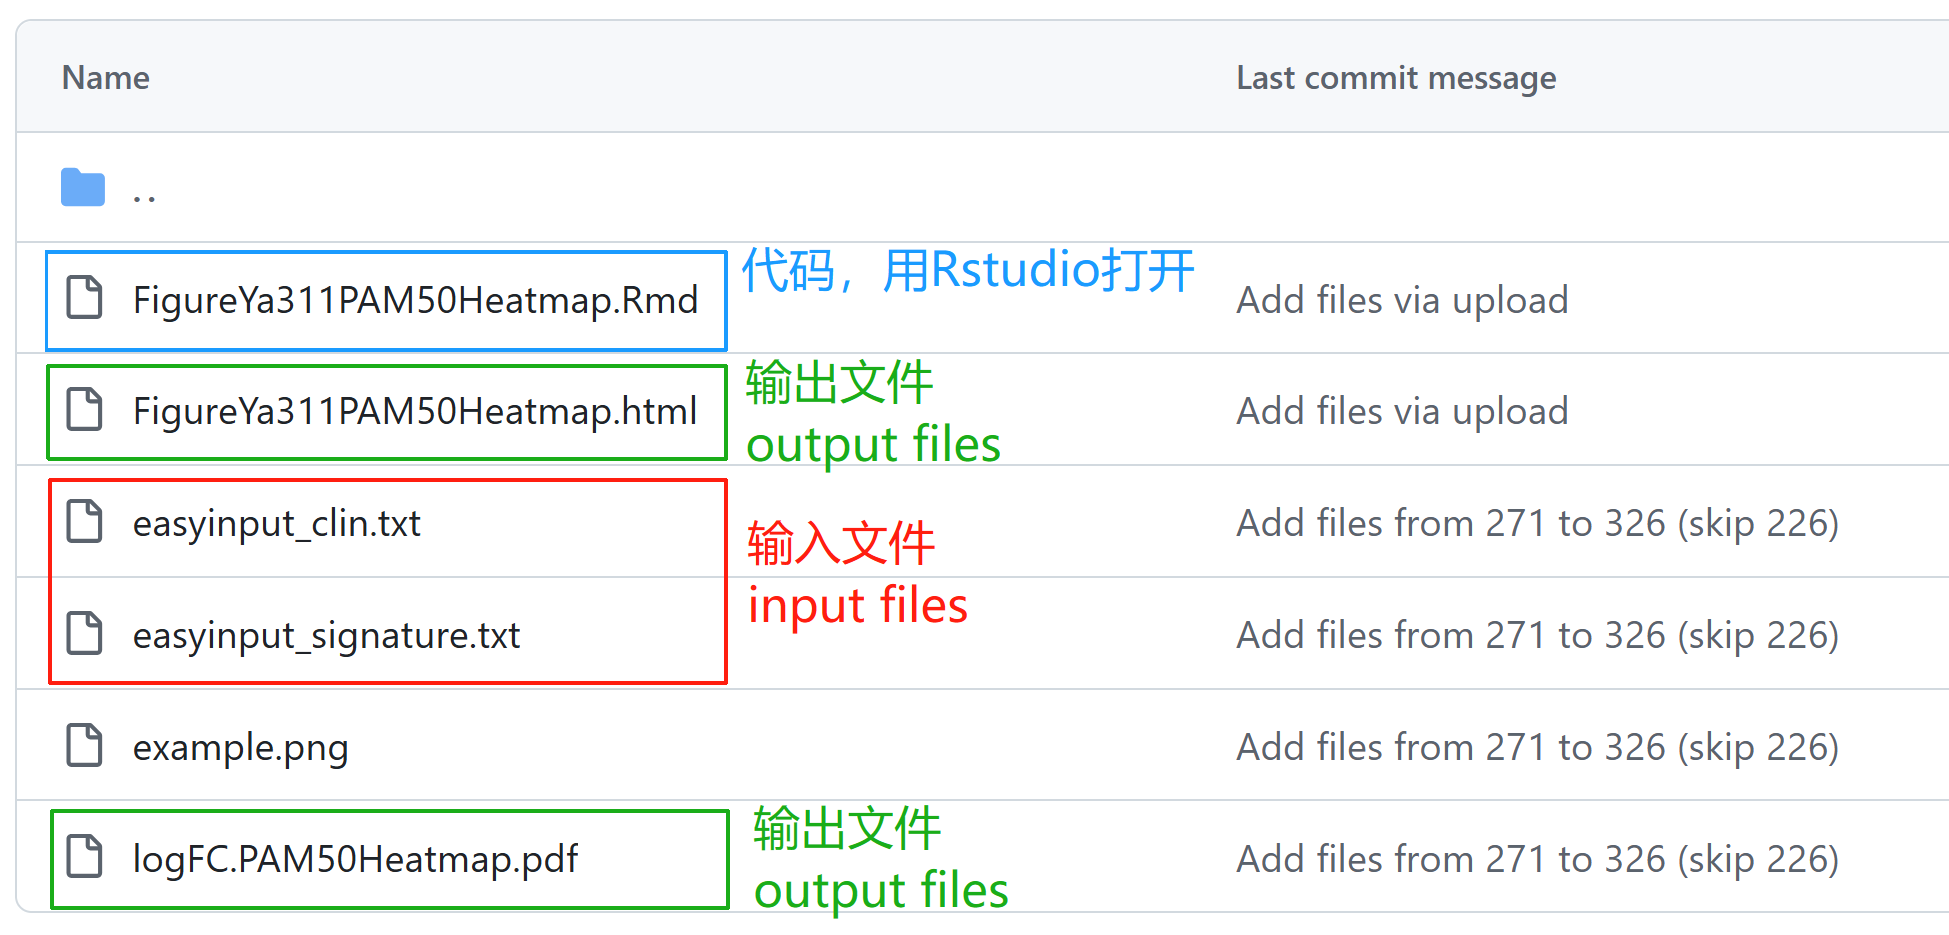 Name
Last commit message
..
FigureYa311PAM50Heatmap.Rmd
代码，用Rstudio打开
Add files via upload
FigureYa311PAM50Heatmap.html
输出文件
output files
Add files via upload
easyinput_clin.txt
输入文件
input files
Add files from 271 to 326 (skip 226)
easyinput_signature.txt
Add files from 271 to 326 (skip 226)
example.png
Add files from 271 to 326 (skip 226)
logFC.PAM50Heatmap.pdf
输出文件
output files
Add files from 271 to 326 (skip 226)